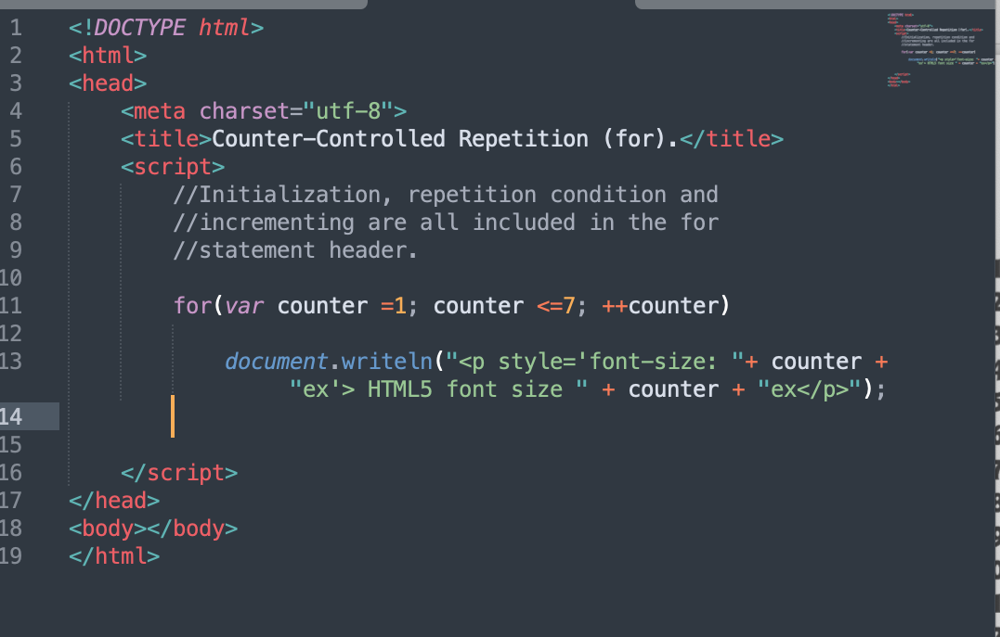 1 <!DOCTYPE html>
2 <html>
3 <head>
4 <meta charset="utf-8">
5 <title>Counter-Controlled Repetition (for).</title>
6 <script>
7 //Initialization, repetition condition and
8 //incrementing are all included in the for
9 //statement header.
10
11 for(var counter =1; counter <=7; ++counter)
12
13 document.writeln("<p style='font-size: "+ counter +
"ex'> HTML5 font size " + counter + "ex</p>");
14
15
16 </script>
17 </head>
18 <body></body>
19 </html>